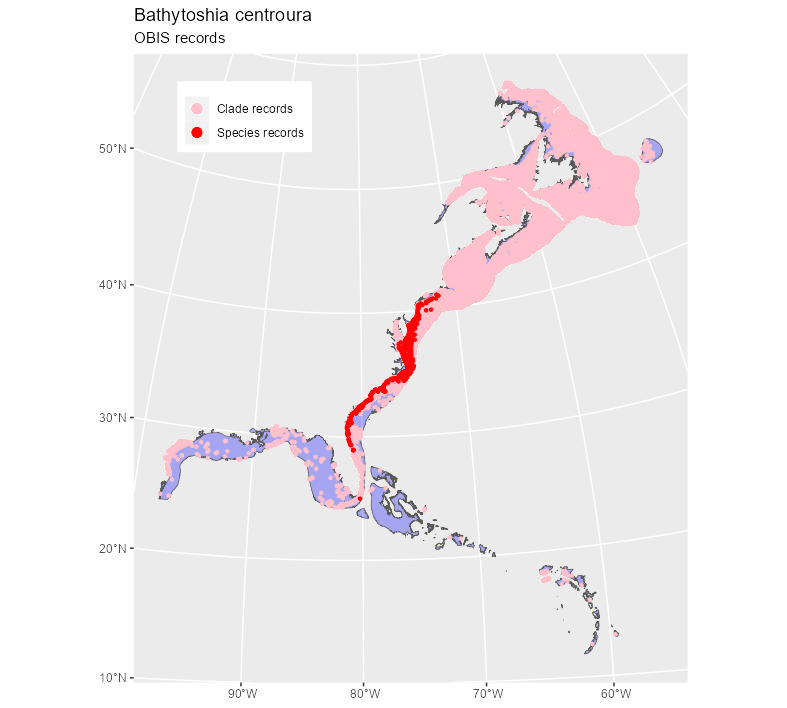 Bathytoshia centroura
OBIS records
Clade records
Species records
50°N
40°N
30°N
20°N
10°N
90°W
80°W
70°W
60°W